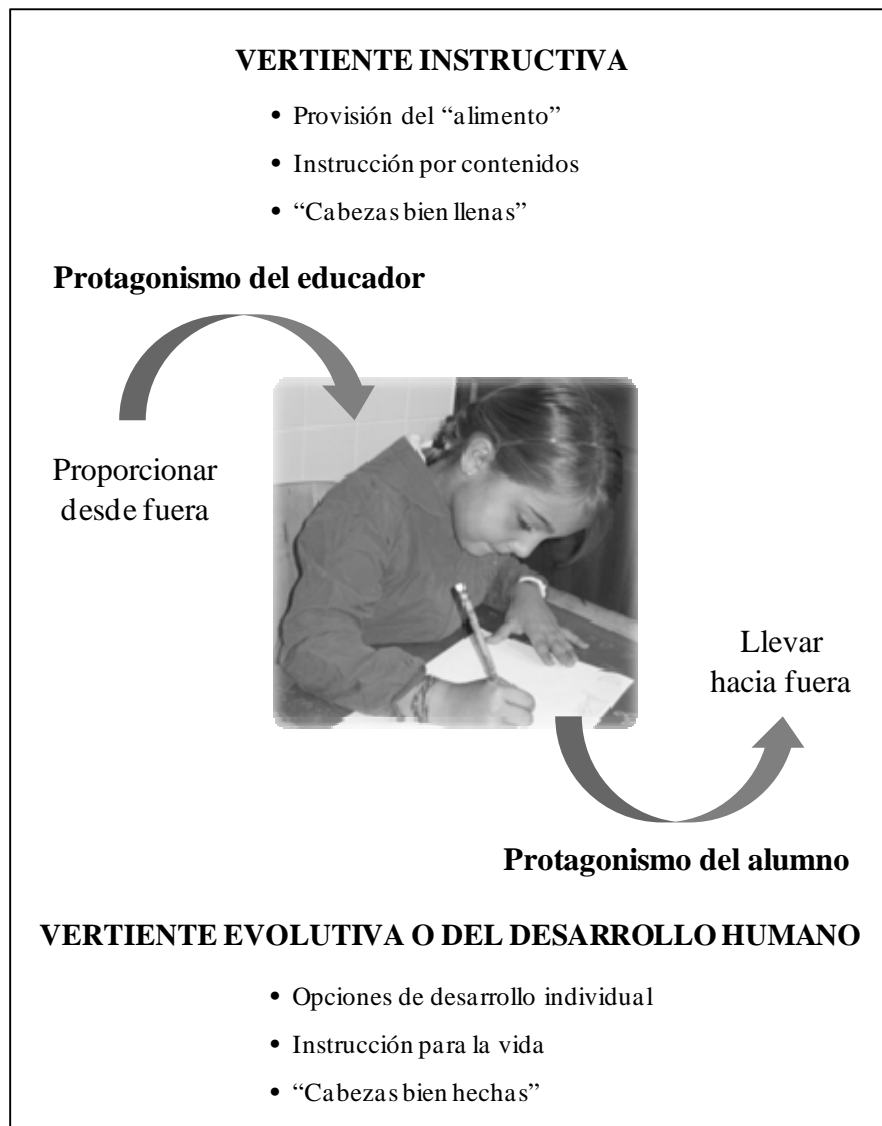 VERTIENTE INSTRUCTIVA
• Provisión del “alimento”
• Instrucción por contenidos
• “Cabezas bien llenas”
Protagonismo del educador
Proporcionar
desde fuera
Llevar
hacia fuera
Protagonismo del alumno
VERTIENTE EVOLUTIVA O DEL DESARROLLO HUMANO
• Opciones de desarrollo individual
• Instrucción para la vida
• “Cabezas bien hechas”